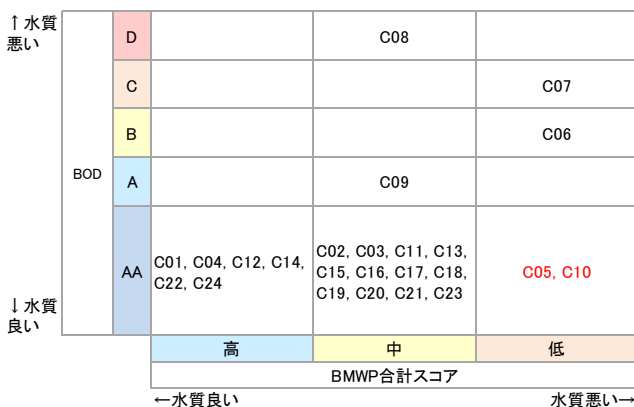 ↑水質
悪い
D
C08
C
C07
B
C06
BOD
A
C09
AA
C01, C04, C12, C14,
C22, C24
C02, C03, C11, C13,
C15, C16, C17, C18,
C19, C20, C21, C23
C05, C10
↓水質
良い
高
中
低
BMWP合計スコア
←水質良い
水質悪い→